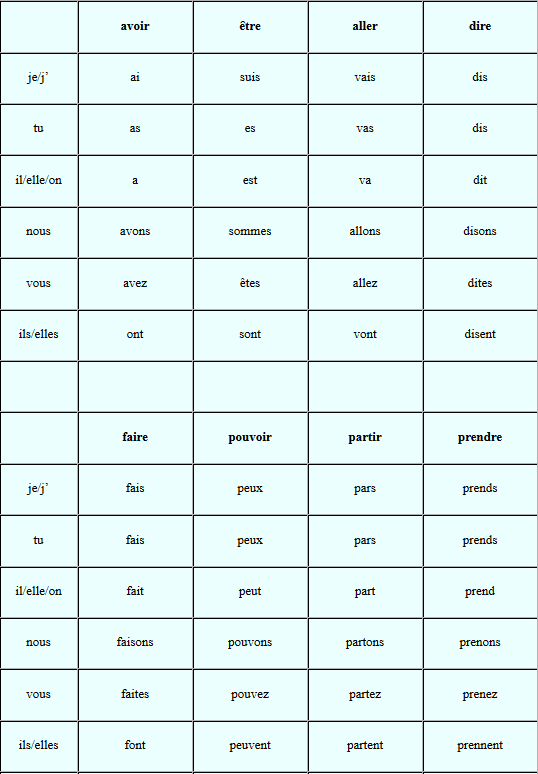 avoir être aller dire
je/j’ ai suis vais dis
tu as es vas dis
il/elle/on a est va dit
nous avons sommes allons disons
vous avez êtes allez dites
ils/elles ont sont vont disent
faire pouvoir partir prendre
je/j’ fais peux pars prends
tu fais peux pars prends
il/elle/on fait peut part prend
nous faisons pouvons partons prenons
vous faites pouvez partez prenez
ils/elles font peuvent partent prennent